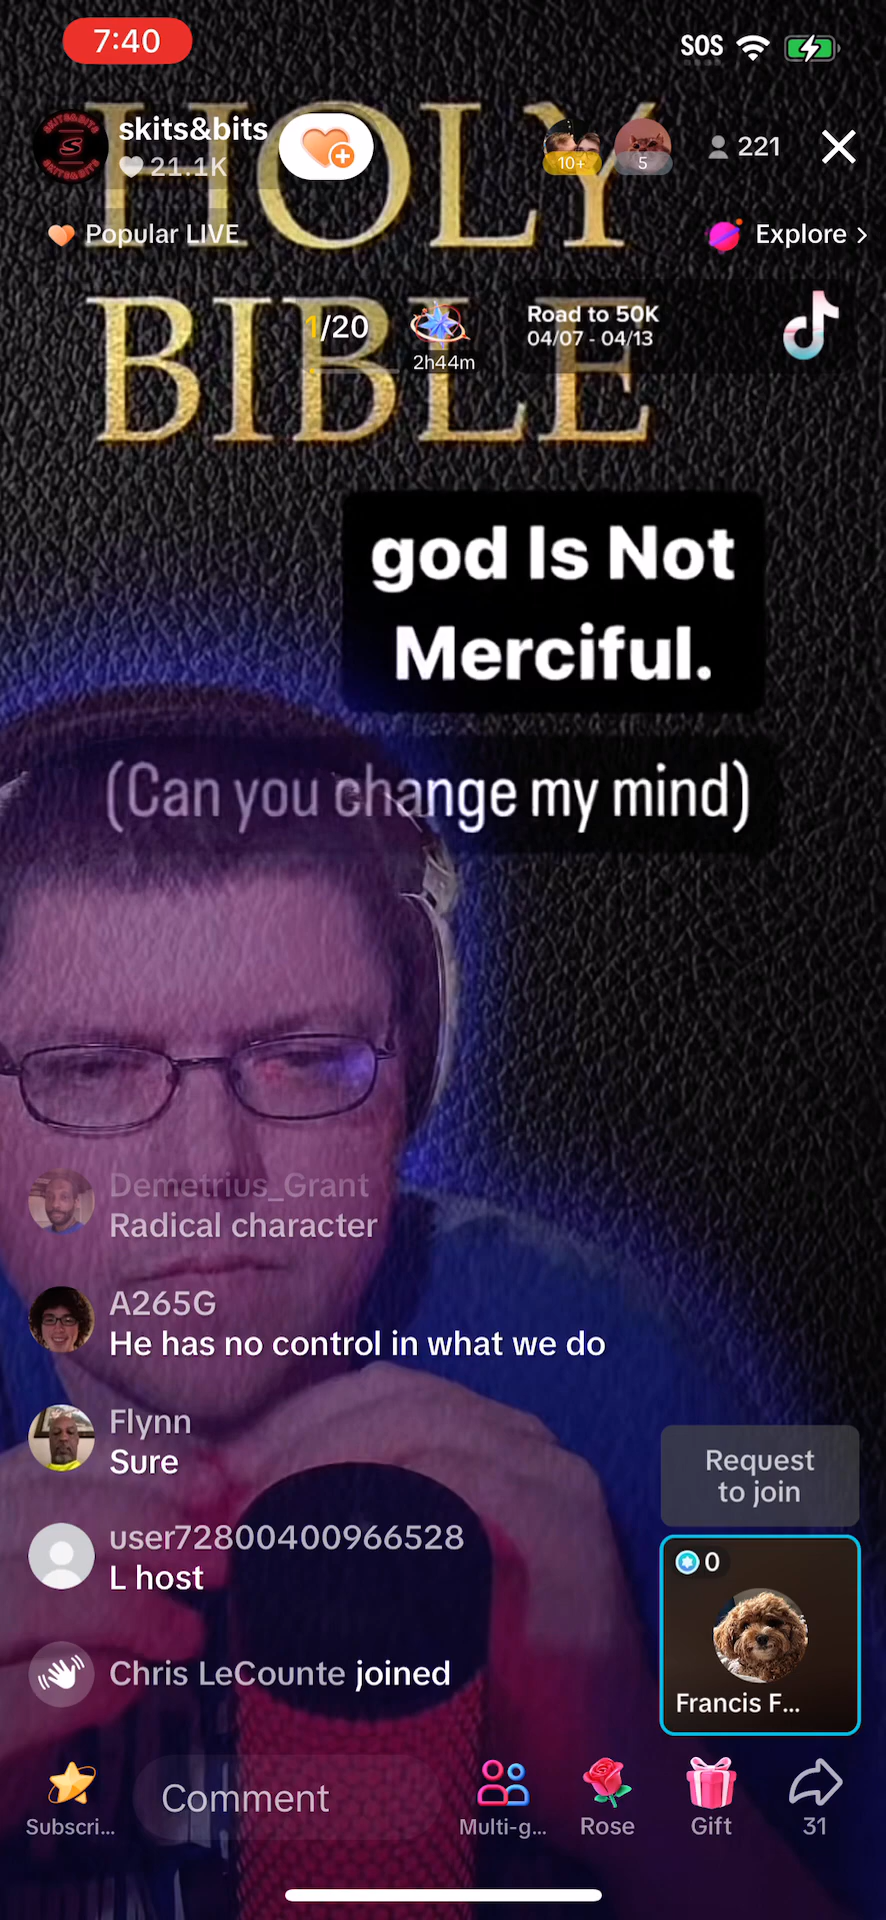 7:40
SOS
HOLY
BIBLE
skits&bits
21.1K
10+
5
221
Popular LIVE
Explore >
1/20
2h44m
Road to 50K
04/07 - 04/13
god Is Not
Merciful.
(Can you change my mind)
Demetrius_Grant
Radical character
A265G
He has no control in what we do
Flynn
Sure
user72800400966528
L host
Chris LeCounte joined
Request
to join
0
Francis F...
Subscri...
Comment
Multi-g...
Rose
Gift
31